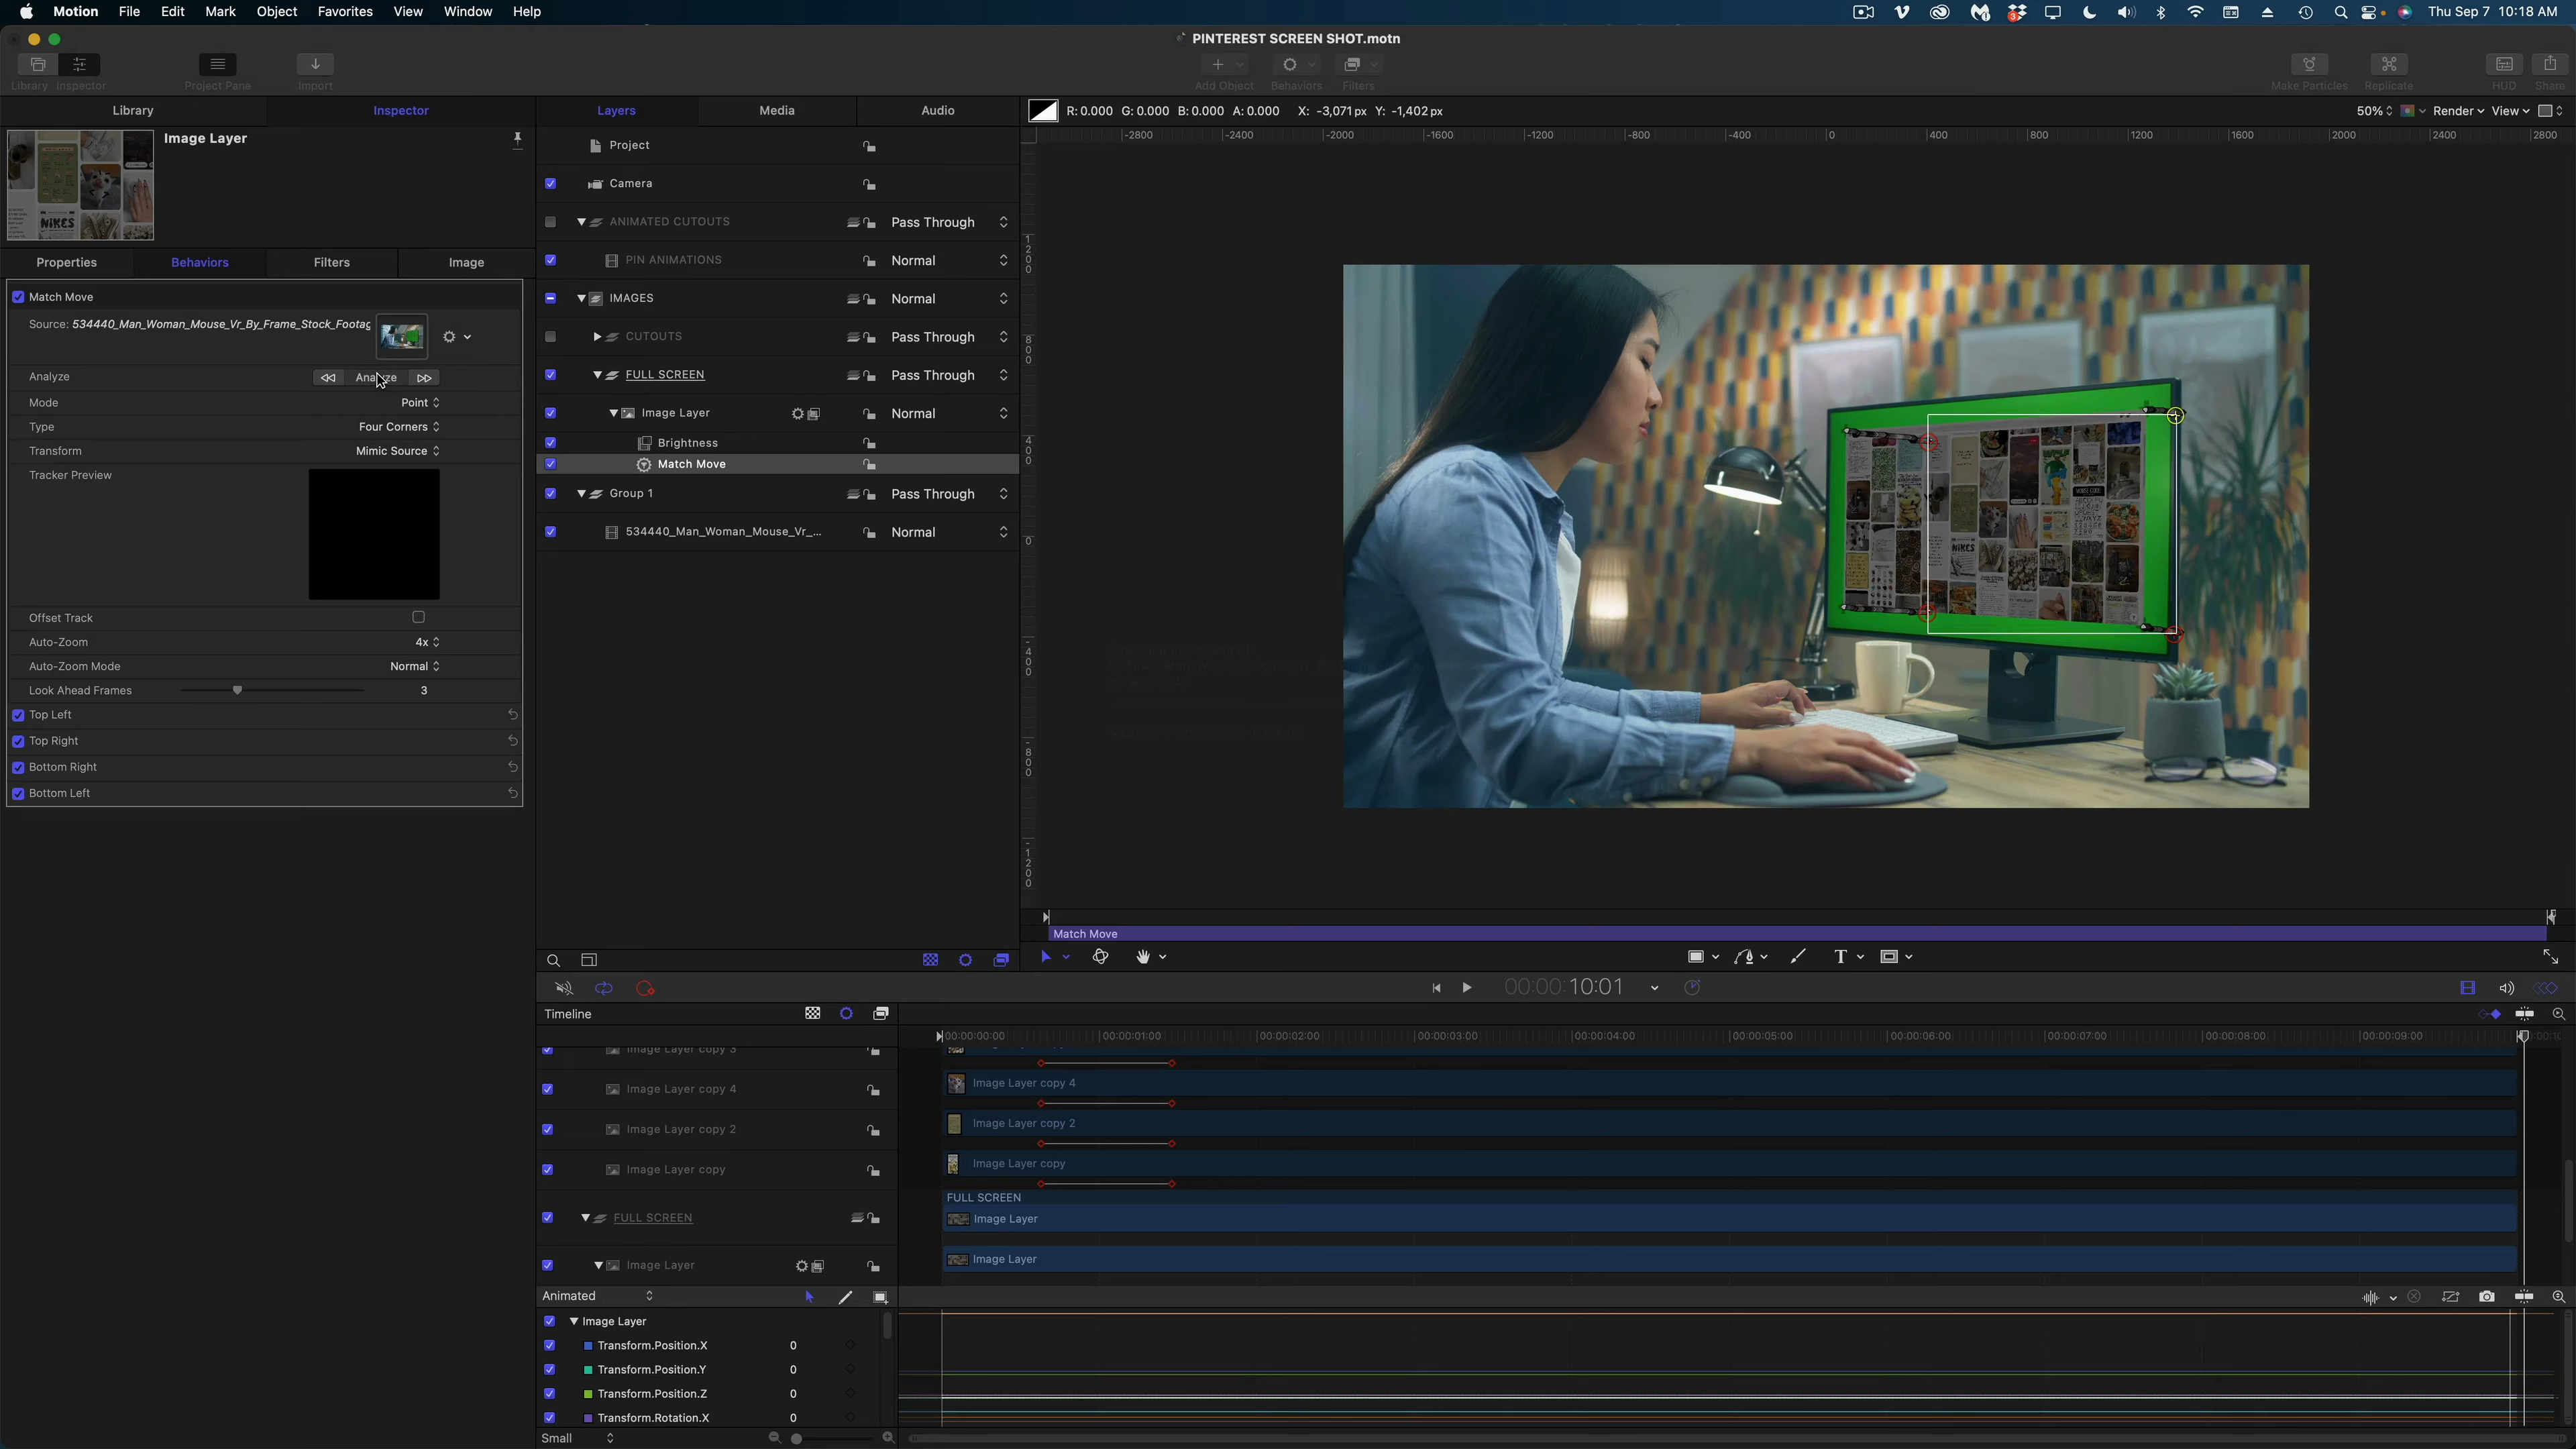 Motion File Edit Mark Object Favorites View Window Help
3
Thu Sep 7 10:18 AM
PINTEREST SCREEN SHOT.motn
Library Inspector Project Pane Import Add Object Behaviors Filters Make Particles Replicate HUD Share
Library Inspector Layers Media Audio
R: 0.000 G: 0.000 B: 0.000 A: 0.000 X: -3,071 px Y: -1,402 px
50% Render View
Image Layer
-2800 -2400 -2000 -1600 -1200 -800 -400 0 400 800 1200 1600 2000 2400 2800
Properties Behaviors Filters Image
Match Move
Source: 534440_Man_Woman_Mouse_Vr_By_Frame_Stock_Footag
Analyze Analyze
Mode Point
Type Four Corners
Transform Mimic Source
Tracker Preview
Offset Track
Auto-Zoom 4x
Auto-Zoom Mode Normal
Look Ahead Frames 3
Top Left
Top Right
Bottom Right
Bottom Left
Project
Camera
ANIMATED CUTOUTS Pass Through
PIN ANIMATIONS Normal
IMAGES Normal
CUTOUTS Pass Through
FULL SCREEN Pass Through
Image Layer Normal
Brightness
Match Move
Group 1 Pass Through
534440_Man_Woman_Mouse_Vr_... Normal
1200
800
400
0
-400
-800
-1200
NIKES
Match Move
00:00:00:10:01
Timeline
00:00:00:00 00:00:01:00 00:00:02:00 00:00:03:00 00:00:04:00 00:00:05:00 00:00:06:00 00:00:07:00 00:00:08:00 00:00:09:00
Image Layer copy 3
Image Layer copy 4 Image Layer copy 4
Image Layer copy 2 Image Layer copy 2
Image Layer copy Image Layer copy
FULL SCREEN
FULL SCREEN Image Layer
Image Layer Image Layer
Animated
Image Layer
Transform.Position.X 0
Transform.Position.Y 0
Transform.Position.Z 0
Transform.Rotation.X 0
Small